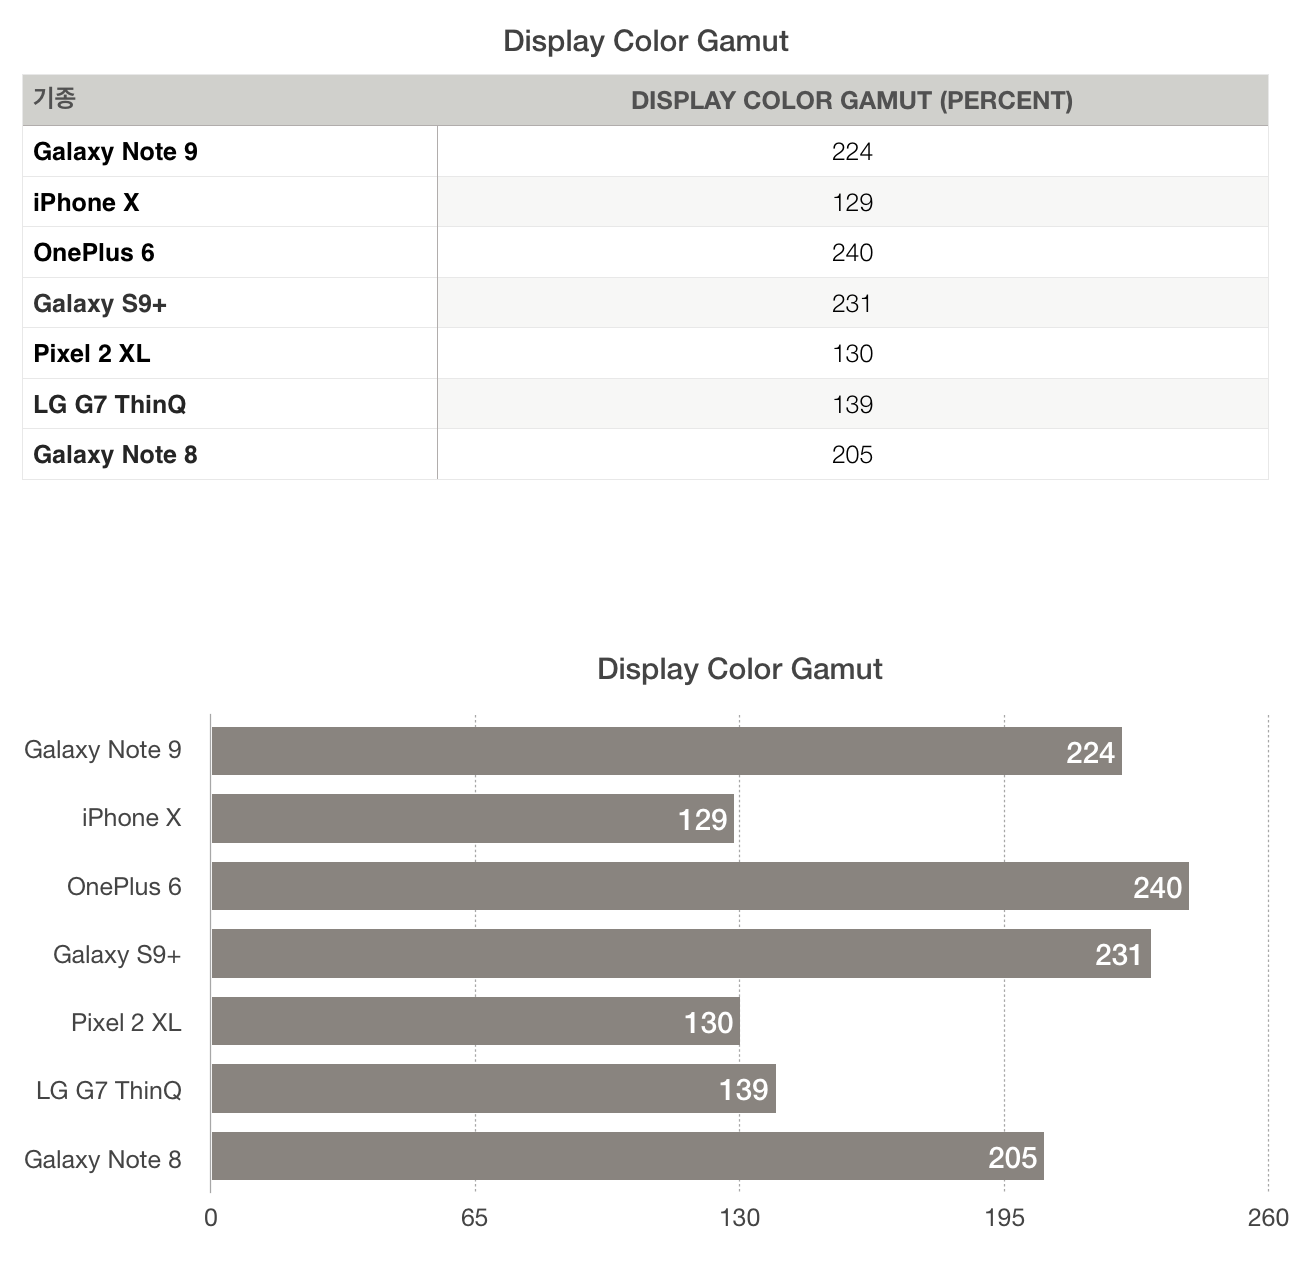 Display Color Gamut
기종 DISPLAY COLOR GAMUT (PERCENT)
Galaxy Note 9 224
iPhone X 129
OnePlus 6 240
Galaxy S9+ 231
Pixel 2 XL 130
LG G7 ThinQ 139
Galaxy Note 8 205
Display Color Gamut
Galaxy Note 9 224
iPhone X 129
OnePlus 6 240
Galaxy S9+ 231
Pixel 2 XL 130
LG G7 ThinQ 139
Galaxy Note 8 205
0 65 130 195 260